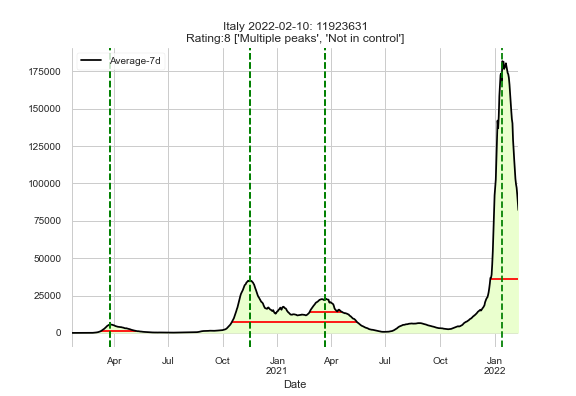 Italy 2022-02-10: 11923631
Rating:8 ['Multiple peaks', 'Not in control']
Average-7d
175000
150000
125000
100000
75000
50000
25000
0
Apr Jul Oct Jan Apr Jul Oct Jan
2021 2022
Date